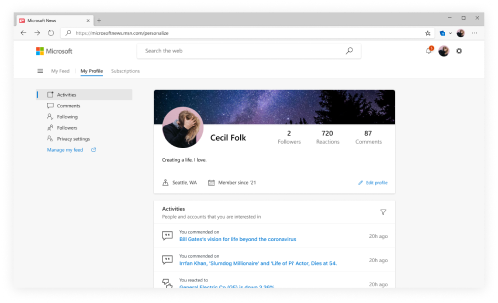 Microsoft News
https://microsoftnews.msn.com/personalize
Microsoft
Search the web
My Feed
My Profile
Subscriptions
Activities
Comments
Following
Followers
Privacy settings
Manage my feed
Cecil Folk
2
Followers
720
Reactions
87
Comments
Creating a life, I love.
Seattle, WA
Member since '21
Edit profile
Activities
People and accounts that you are interested in
You commented on
Bill Gates's vision for life beyond the coronavirus
20h ago
You commented on
Irrfan Khan, 'Slumdog Millionaire' and 'Life of Pi' Actor, Dies at 54.
20h ago
You reacted to
General Electric Co (GE) is down 2.26%
20h ago